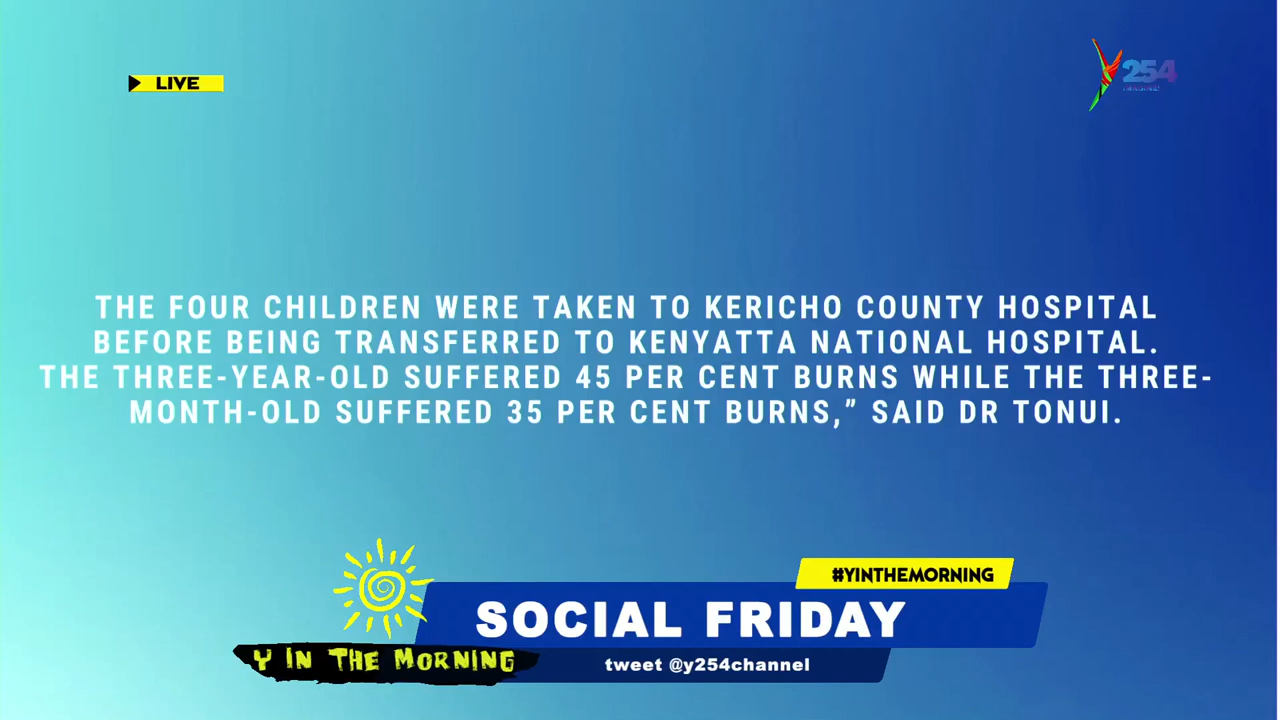 LIVE
254
THE FOUR CHILDREN WERE TAKEN TO KERICHO COUNTY HOSPITAL
BEFORE BEING TRANSFERRED TO KENYATTA NATIONAL HOSPITAL.
THE THREE-YEAR-OLD SUFFERED 45 PER CENT BURNS WHILE THE THREE-
MONTH-OLD SUFFERED 35 PER CENT BURNS,” SAID DR TONUI.
#YINTHEMORNING
SOCIAL FRIDAY
Y IN THE MORNING
tweet @y254channel